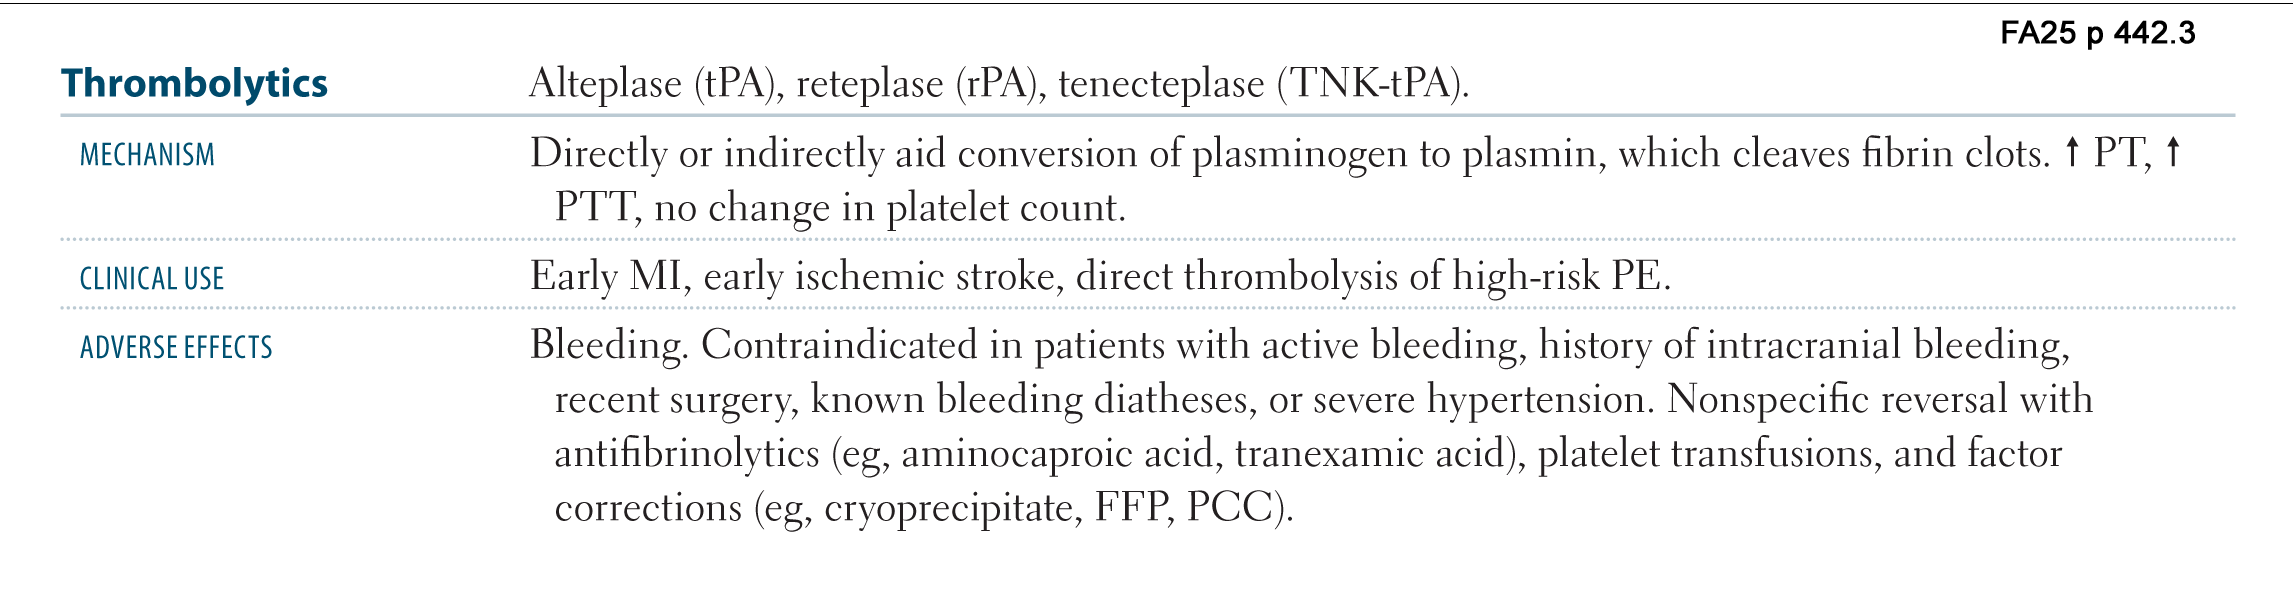 FA25 p 442.3
Thrombolytics Alteplase (tPA), reteplase (rPA), tenecteplase (TNK-tPA).
MECHANISM Directly or indirectly aid conversion of plasminogen to plasmin, which cleaves fibrin clots. ↑ PT, ↑
PTT, no change in platelet count.
CLINICAL USE Early MI, early ischemic stroke, direct thrombolysis of high-risk PE.
ADVERSE EFFECTS Bleeding. Contraindicated in patients with active bleeding, history of intracranial bleeding,
recent surgery, known bleeding diatheses, or severe hypertension. Nonspecific reversal with
antifibrinolytics (eg, aminocaproic acid, tranexamic acid), platelet transfusions, and factor
corrections (eg, cryoprecipitate, FFP, PCC).